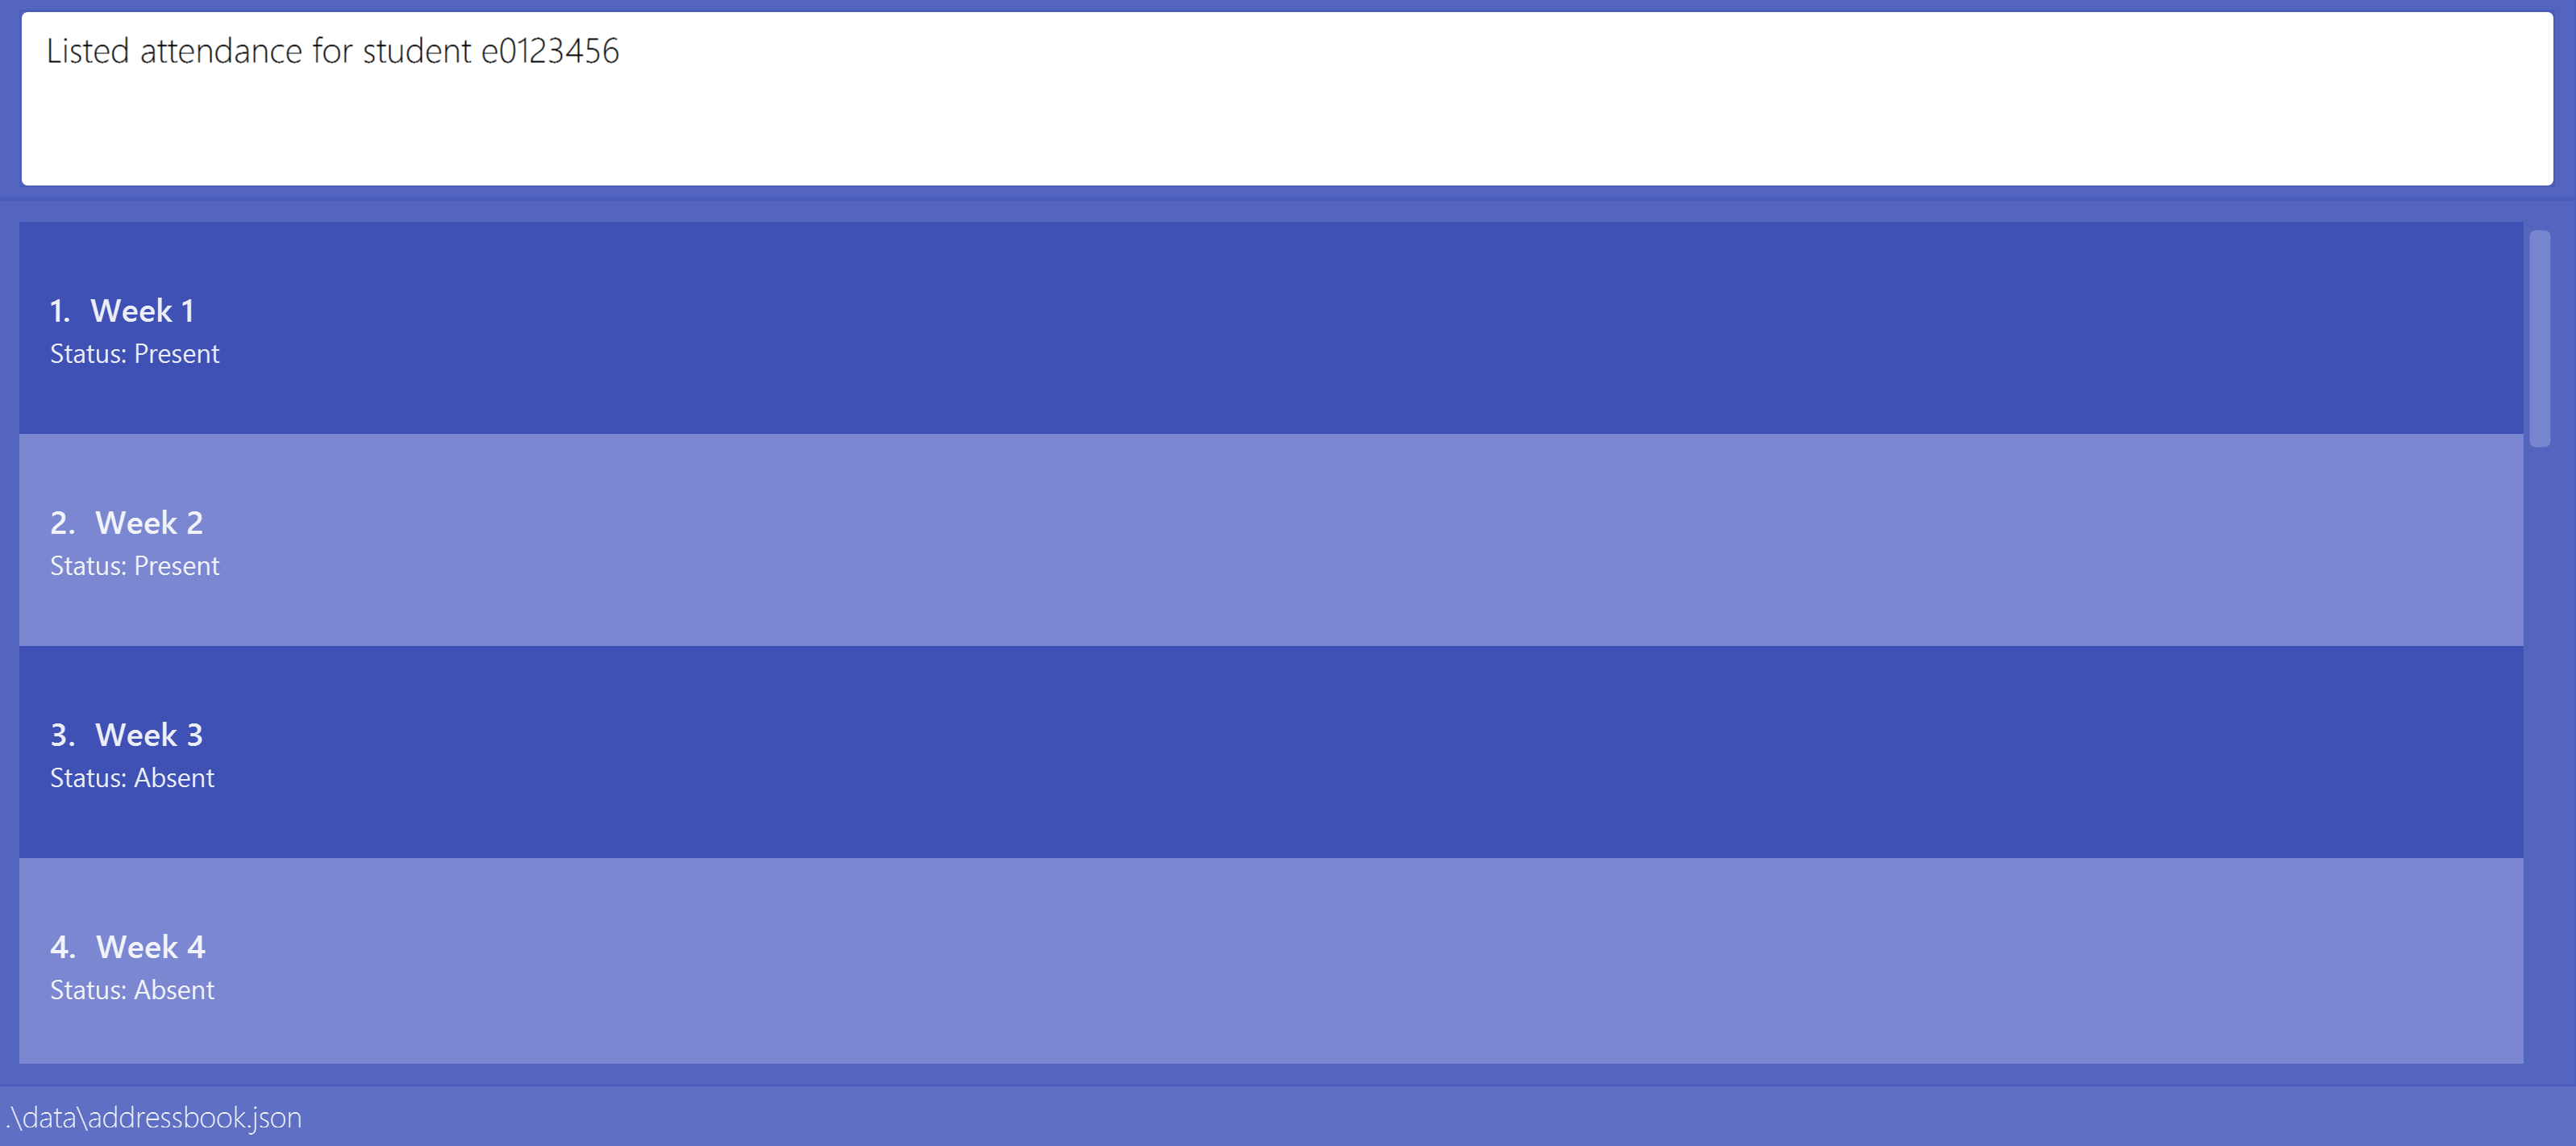 Listed attendance for student e0123456
1. Week 1
Status: Present
2. Week 2
Status: Present
3. Week 3
Status: Absent
4. Week 4
Status: Absent
.\data\addressbook.json